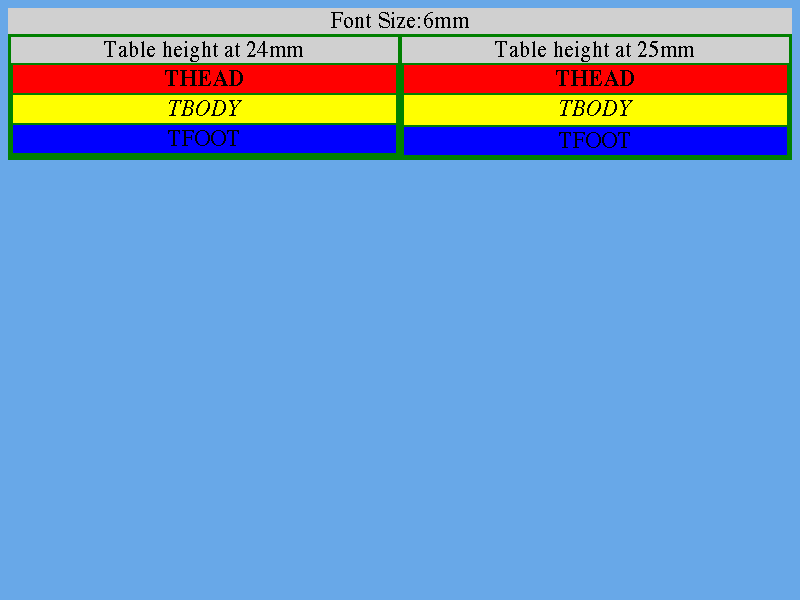 Font Size:6mm
Table height at 24mm Table height at 25mm
THEAD THEAD
TBODY TBODY
TFOOT TFOOT